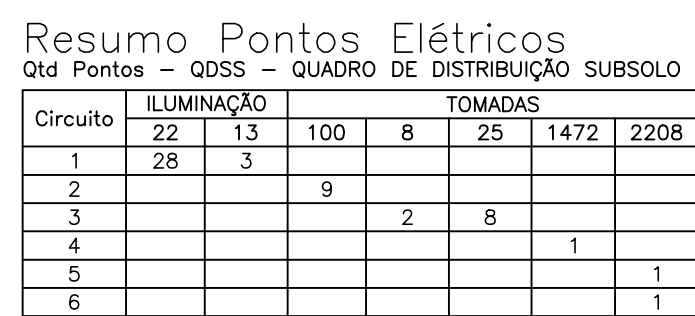 Resumo Pontos Elétricos
Qtd Pontos – QDSS – QUADRO DE DISTRIBUIÇÃO SUBSOLO
Circuito ILUMINAÇÃO TOMADAS
22 13 100 8 25 1472 2208
1 28 3
2 9
3 2 8
4 1
5 1
6 1